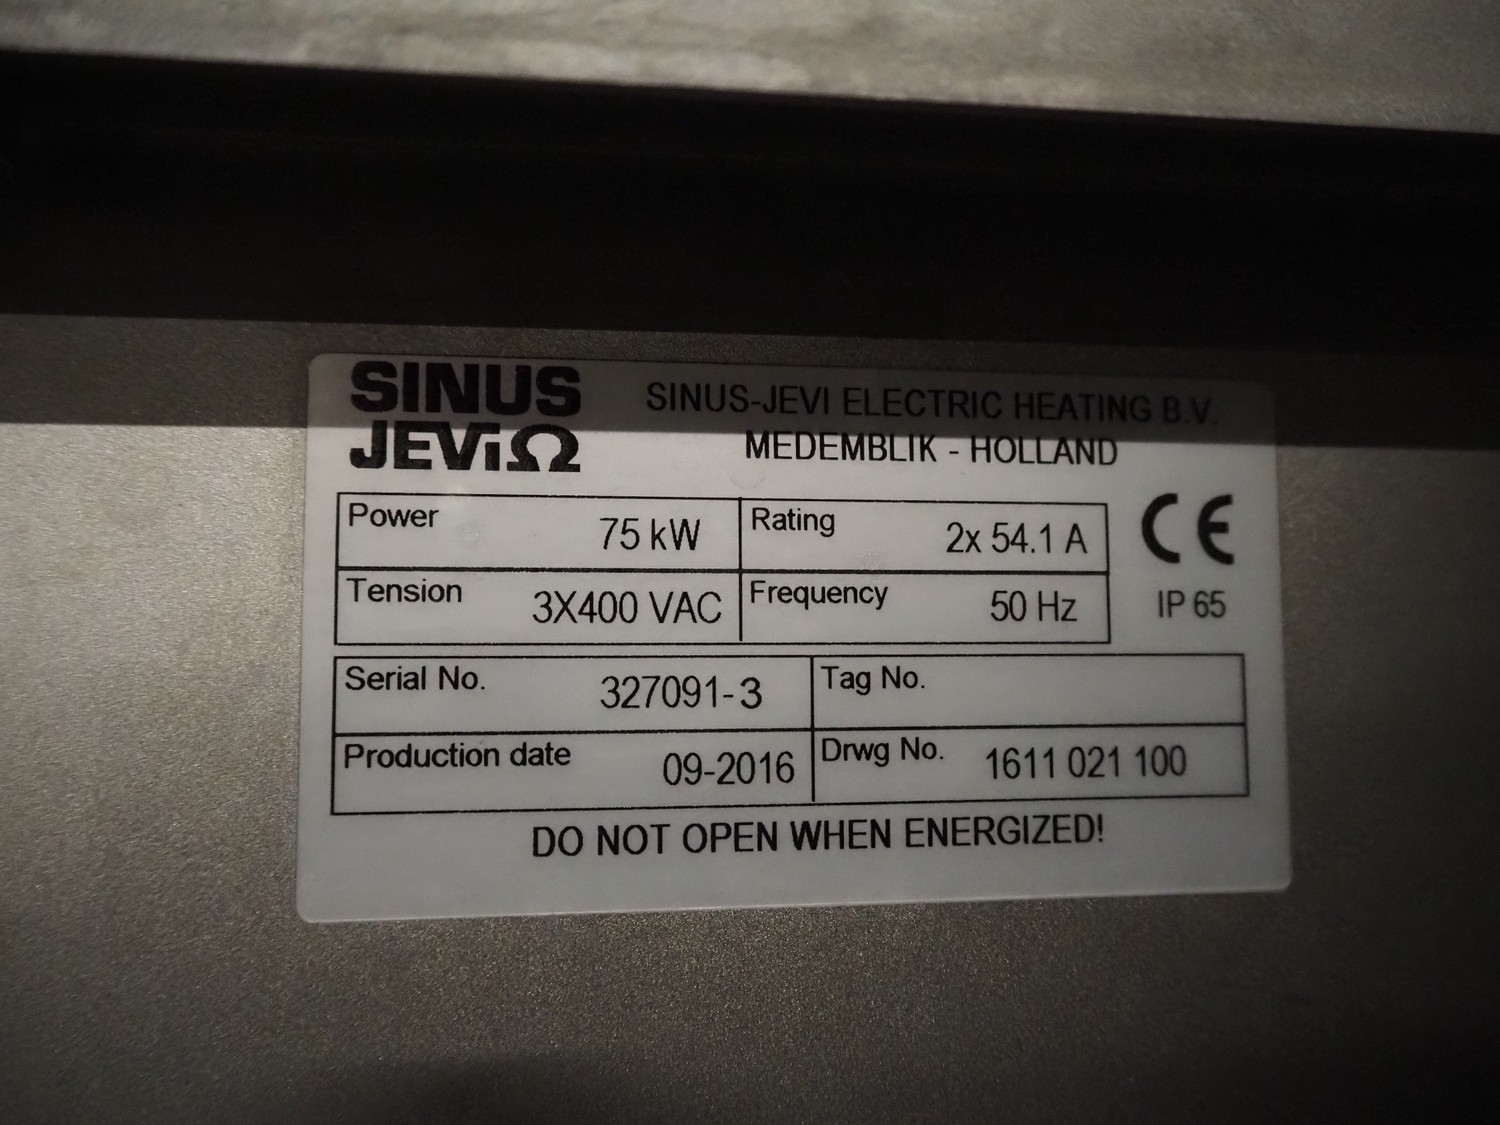 SINUS
JEViΩ
SINUS-JEVI ELECTRIC HEATING B.V.
MEDEMBLIK - HOLLAND
Power 75 kW Rating 2x 54.1 A
CE
Tension 3X400 VAC Frequency 50 Hz
IP 65
Serial No. 327091-3 Tag No.
Production date 09-2016 Drwg No. 1611 021 100
DO NOT OPEN WHEN ENERGIZED!